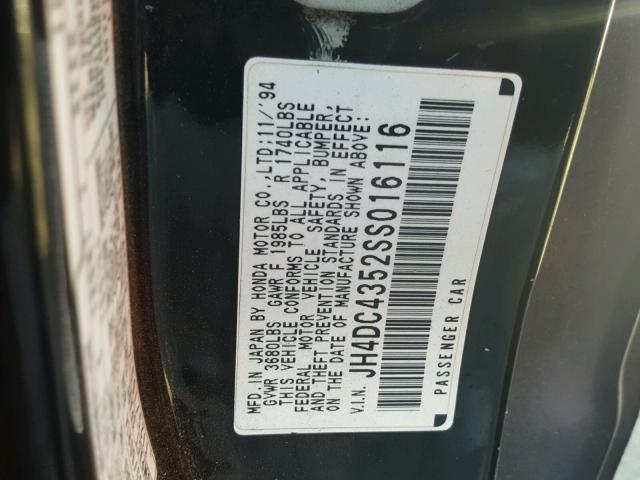 MFD. IN JAPAN BY HONDA MOTOR CO.,LTD;11/'94
GVWR 3680LBS GAWR F 1985LBS R 1740LBS
THIS VEHICLE CONFORMS TO ALL APPLICABLE
FEDERAL MOTOR VEHICLE SAFETY, BUMPER,
AND THEFT PREVENTION STANDARDS IN EFFECT
ON THE DATE OF MANUFACTURE SHOWN ABOVE:
V.I.N. JH4DC4352SS016116
PASSENGER CAR